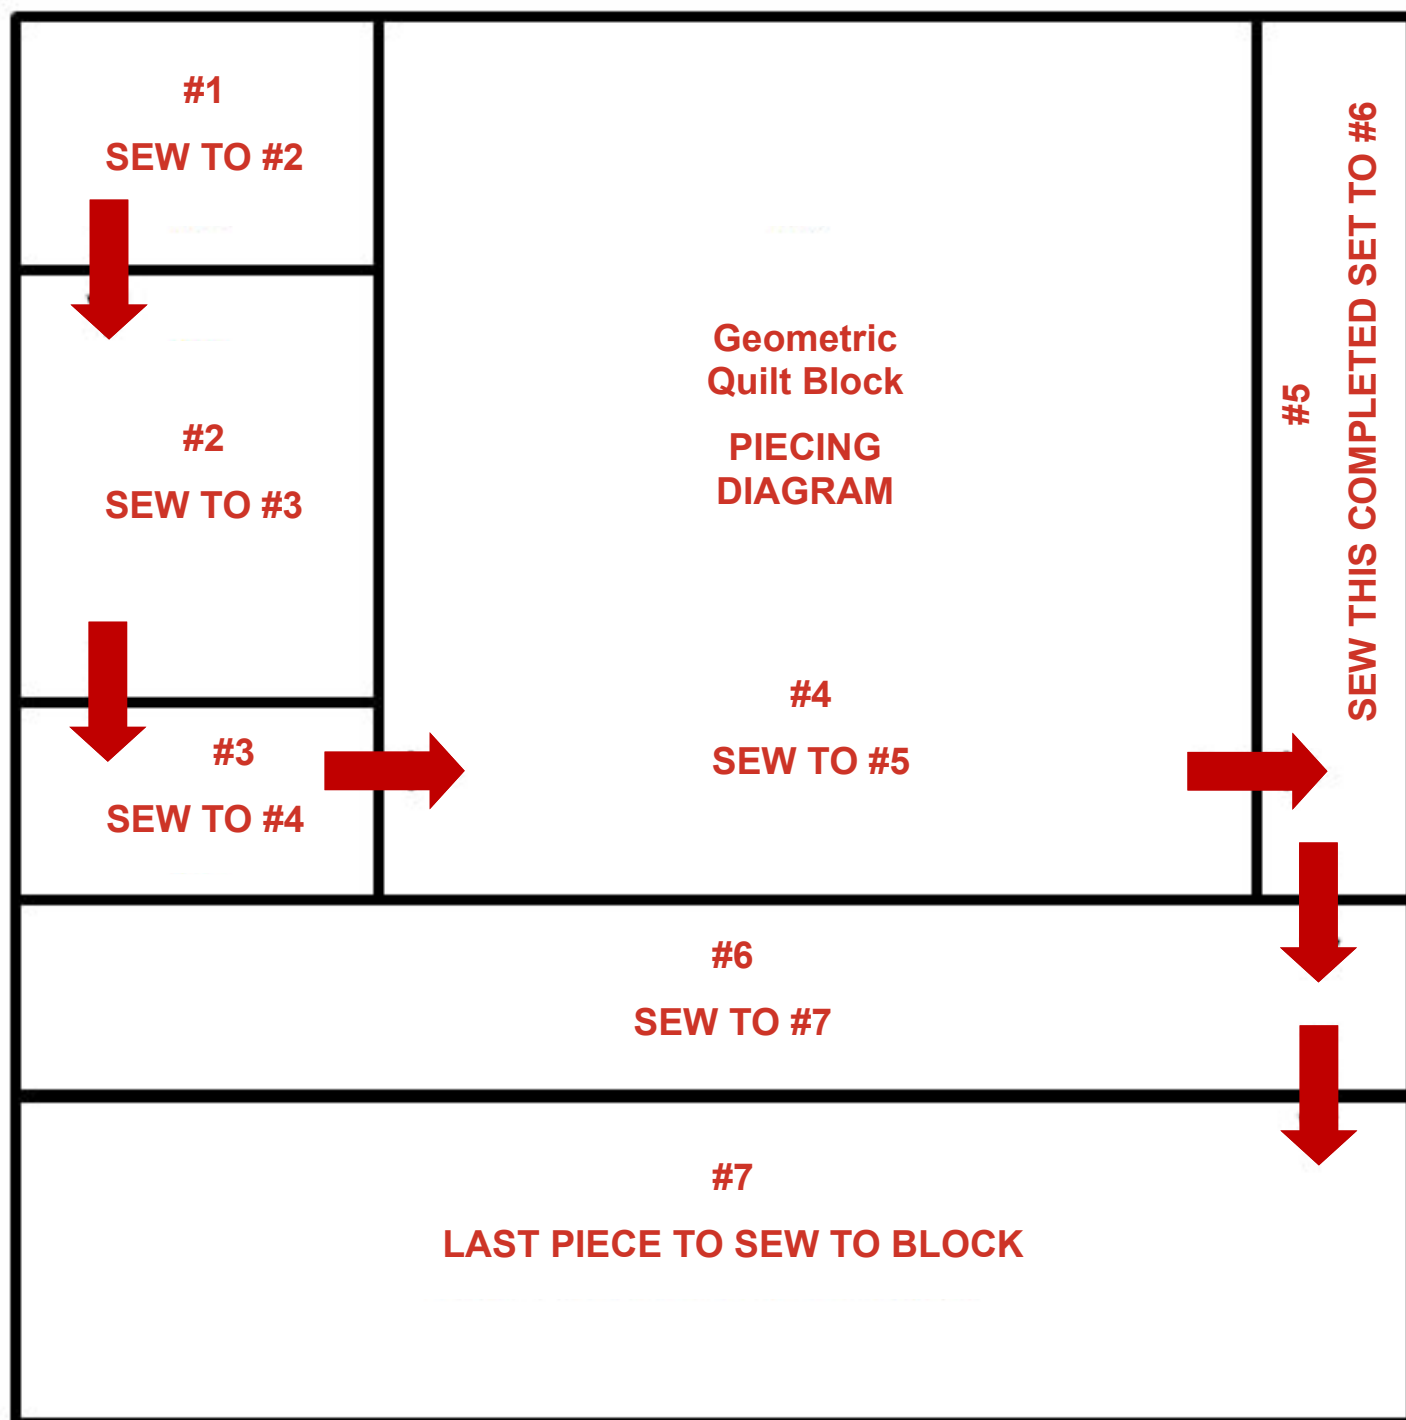 #1
SEW TO #2
#2
SEW TO #3
#3
SEW TO #4
Geometric
Quilt Block
PIECING
DIAGRAM
#4
SEW TO #5
#5
SEW THIS COMPLETED SET TO #6
#6
SEW TO #7
#7
LAST PIECE TO SEW TO BLOCK